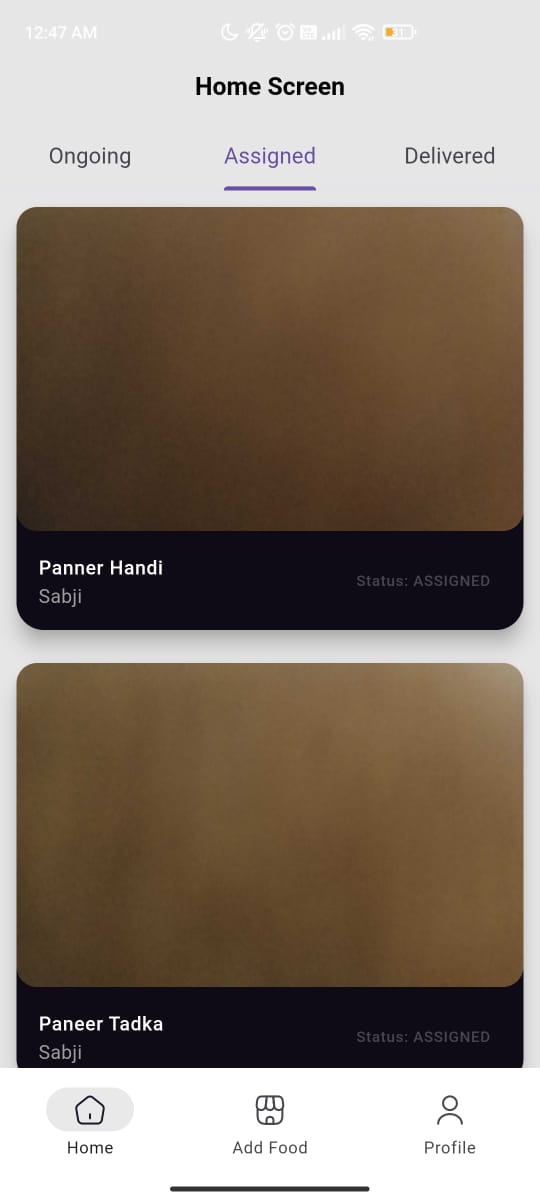 12:47 AM
31
Home Screen
Ongoing
Assigned
Delivered
Panner Handi
Sabji
Status: ASSIGNED
Paneer Tadka
Sabji
Status: ASSIGNED
Home
Add Food
Profile